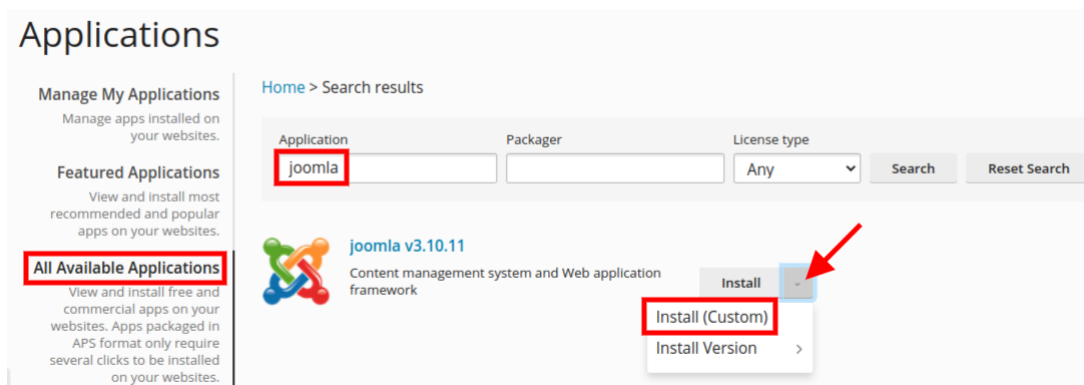 Applications
Manage My Applications
Manage apps installed on
your websites.
Featured Applications
View and install most
recommended and popular
apps on your websites.
All Available Applications
View and install free and
commercial apps on your
websites. Apps packaged in
APS format only require
several clicks to be installed
on your websites.
Home > Search results
Application
Packager
License type
joomla
Any
Search
Reset Search
joomla v3.10.11
Content management system and Web application
framework
Install
Install (Custom)
Install Version >